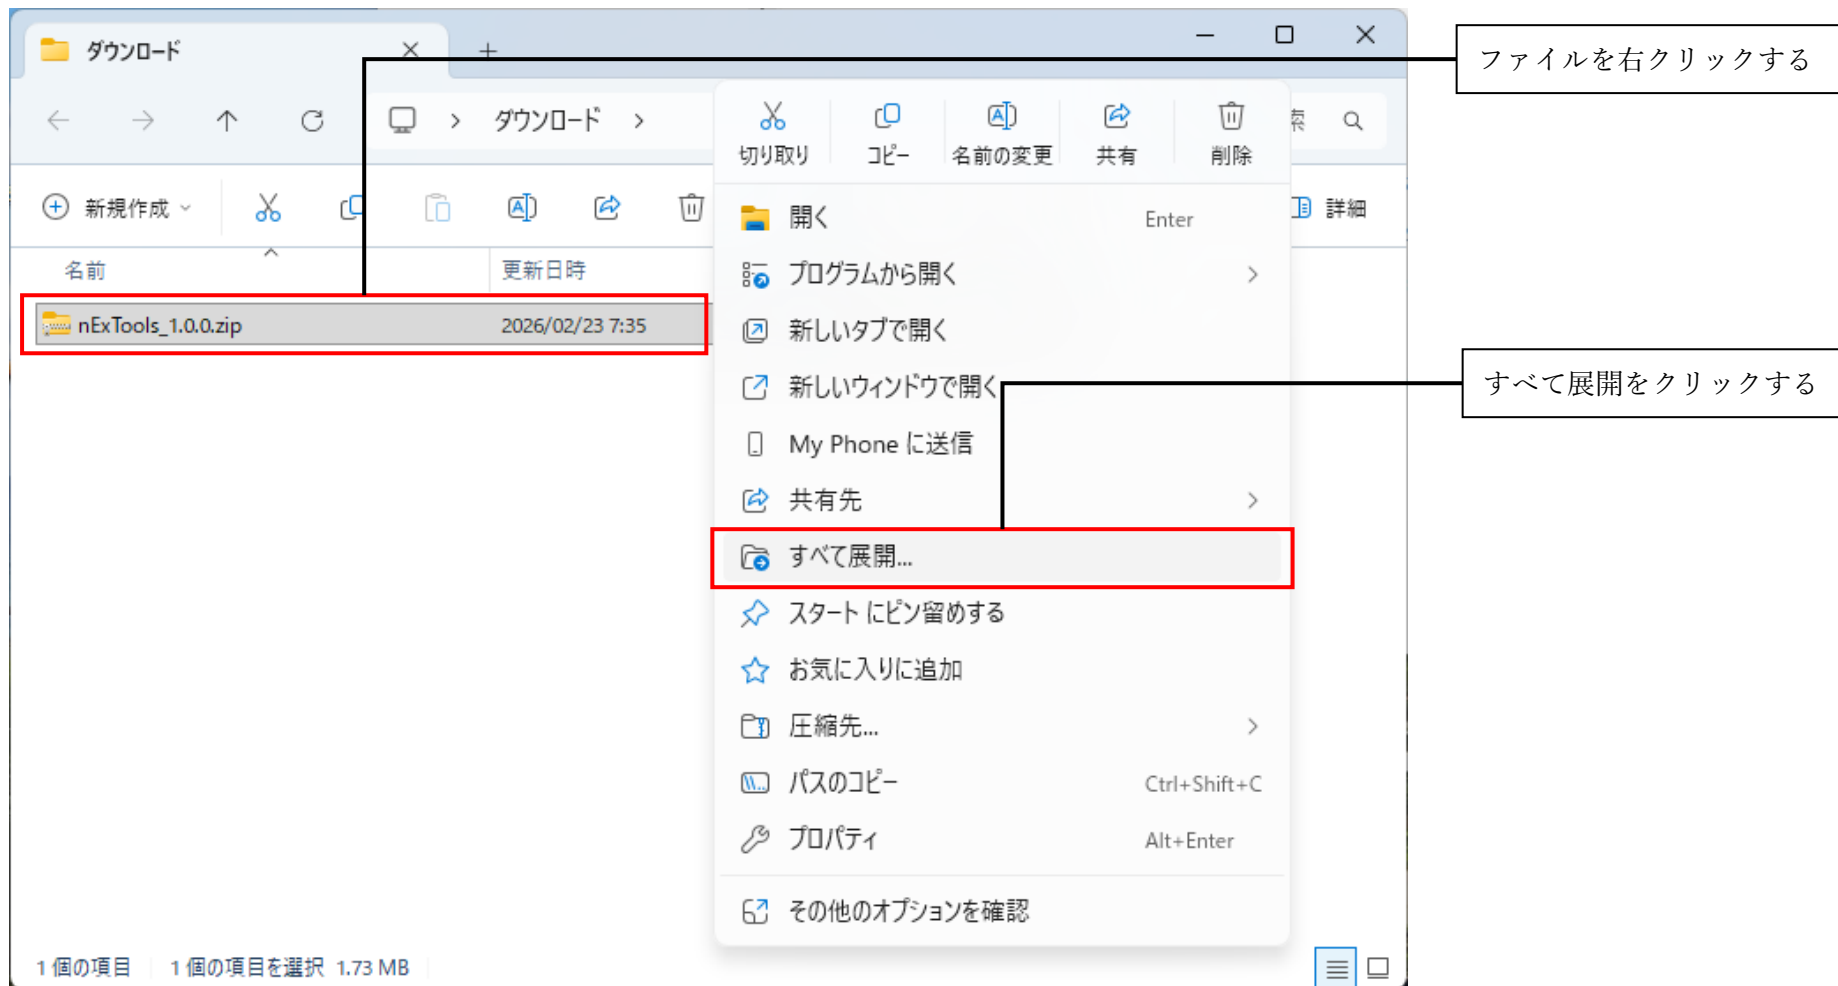 ダウンロード
ファイルを右クリックする
ダウンロード
切り取り
コピー
名前の変更
共有
削除
索
新規作成
詳細
名前
更新日時
開く Enter
プログラムから開く
nExTools_1.0.0.zip 2026/02/23 7:35
新しいタブで開く
新しいウィンドウで開く
すべて展開をクリックする
My Phone に送信
共有先
すべて展開...
スタート にピン留めする
お気に入りに追加
圧縮先...
パスのコピー Ctrl+Shift+C
プロパティ Alt+Enter
その他のオプションを確認
1 個の項目 1 個の項目を選択 1.73 MB